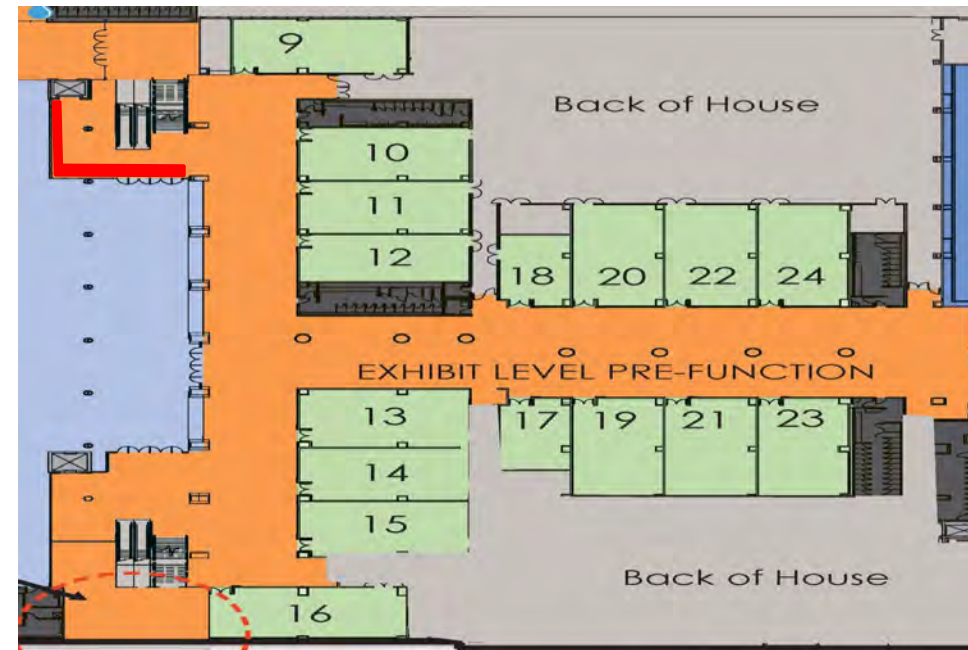 9
Back of House
10
11
12
18 20 22 24
EXHIBIT LEVEL PRE-FUNCTION
13
17 19 21 23
14
15
Back of House
16